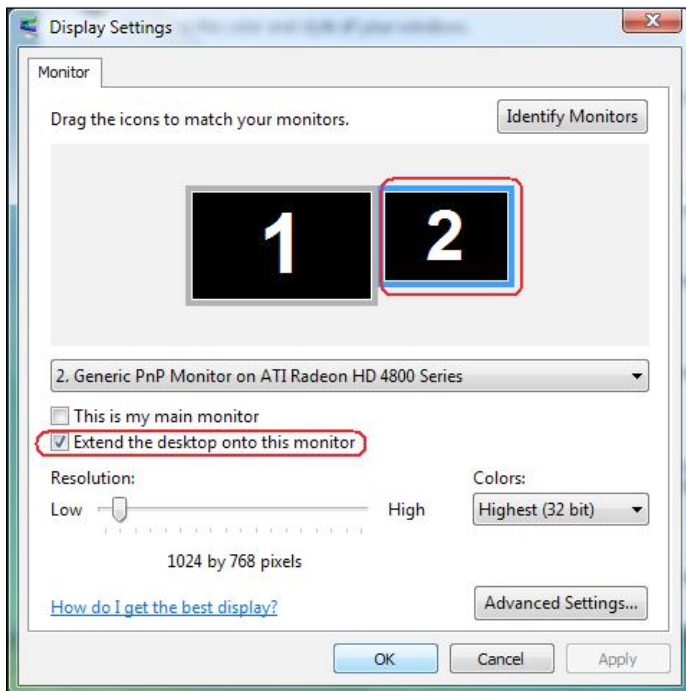 Display Settings
Monitor
Drag the icons to match your monitors.
Identify Monitors
1
2
2. Generic PnP Monitor on ATI Radeon HD 4800 Series
This is my main monitor
Extend the desktop onto this monitor
Resolution:
Colors:
Low
High
Highest (32 bit)
1024 by 768 pixels
How do I get the best display?
Advanced Settings...
OK
Cancel
Apply